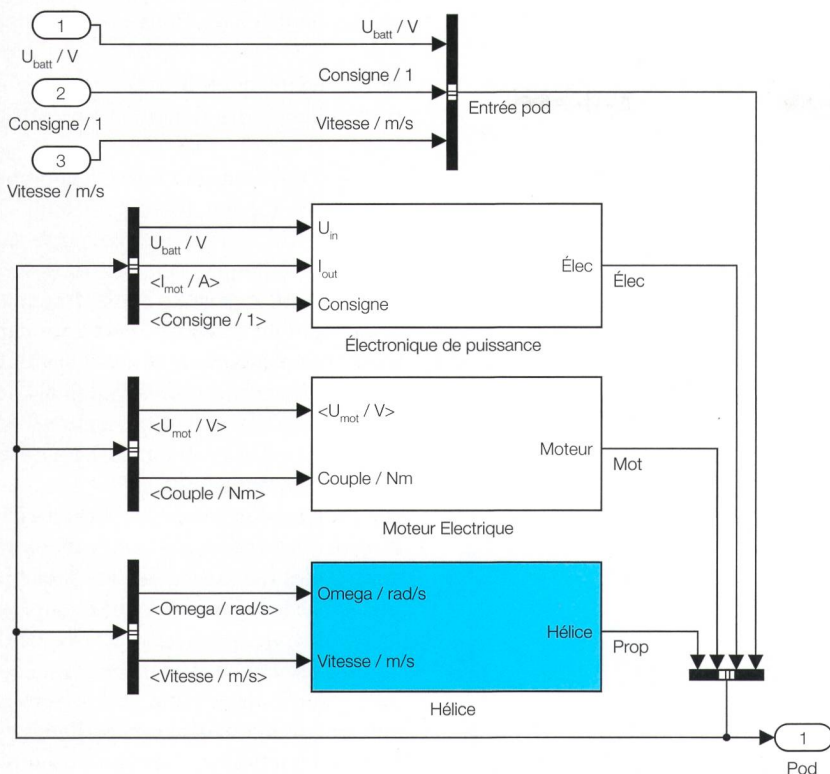 1
U_batt / V
U_batt / V
2
Consigne / 1
Consigne / 1
Entrée pod
3
Vitesse / m/s
Vitesse / m/s
U_batt / V
U_in
<I_mot / A>
I_out
Élec
Élec
<Consigne / 1>
Consigne
Électronique de puissance
<U_mot / V>
<U_mot / V>
Moteur
Mot
<Couple / Nm>
Couple / Nm
Moteur Electrique
<Omega / rad/s>
Omega / rad/s
Hélice
Prop
<Vitesse / m/s>
Vitesse / m/s
Hélice
1
Pod